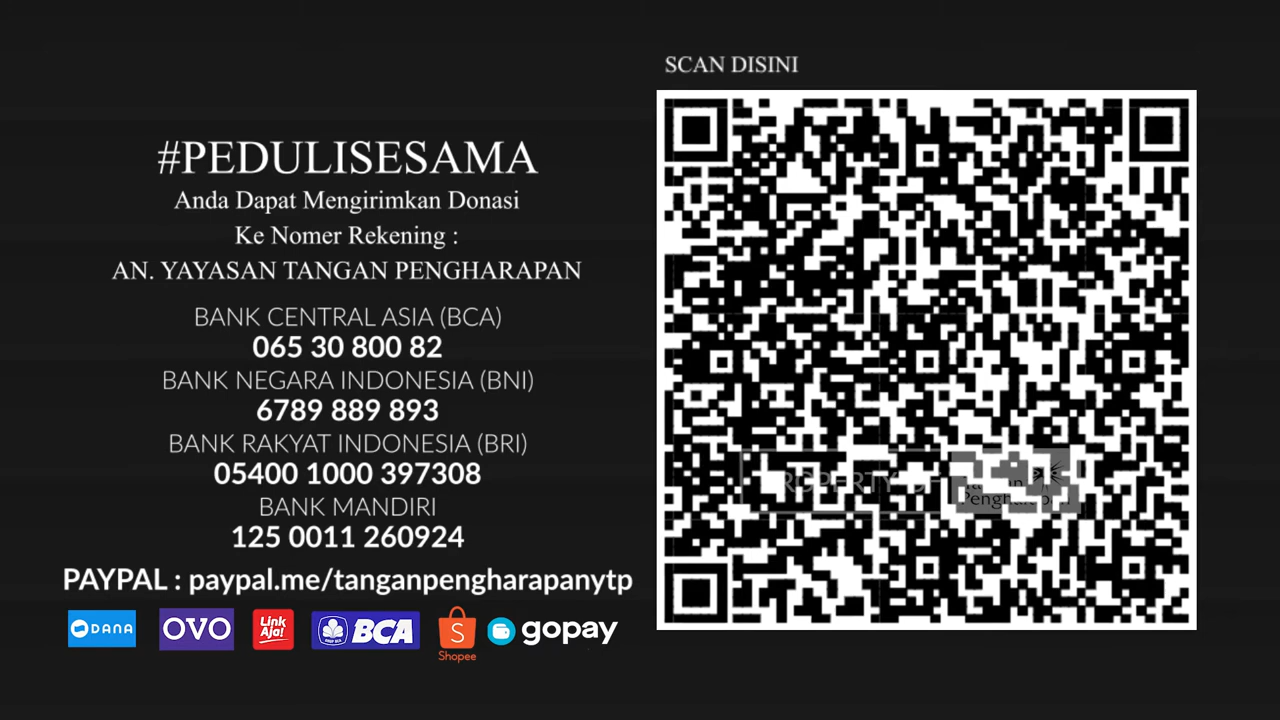 SCAN DISINI
#PEDULISESAMA
Anda Dapat Mengirimkan Donasi
Ke Nomer Rekening :
AN. YAYASAN TANGAN PENGHARAPAN
BANK CENTRAL ASIA (BCA)
065 30 800 82
BANK NEGARA INDONESIA (BNI)
6789 889 893
BANK RAKYAT INDONESIA (BRI)
05400 1000 397308
BANK MANDIRI
125 0011 260924
PAYPAL : paypal.me/tanganpengharapanytp
DANA
OVO
Link
Aja!
BCA
S
Shopee
gopay